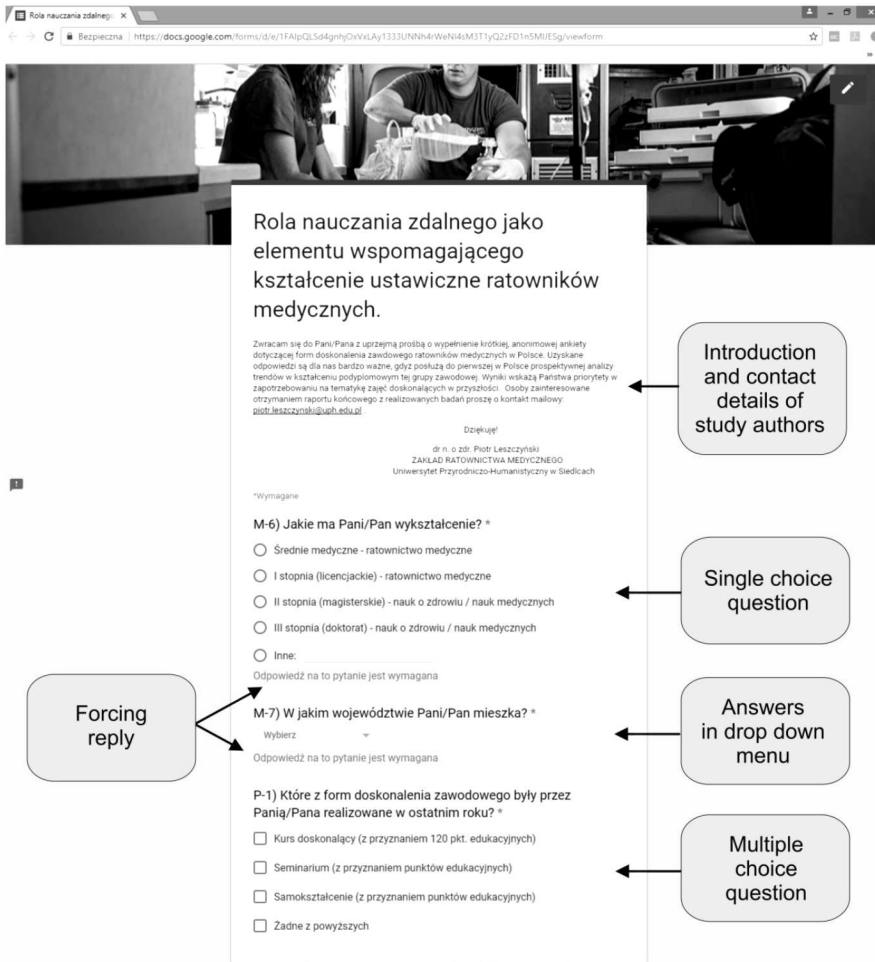 Rola nauczania zdalnego
Bezpieczna | https://docs.google.com/forms/d/e/
Rola nauczania zdalnego jako
elementu wspomagającego
kształcenie ustawiczne ratowników
medycznych.
Zwracam się do Pani/Pana z uprzejmą prośbą o wypełnienie krótkiej, anonimowej ankiety
dotyczącej form doskonalenia zawdowego ratowników medycznych w Polsce. Uzyskane
odpowiedzi są dla nas bardzo ważne, gdyż posłużą do pierwszej w Polsce prospektywnej analizy
trendów w kształceniu podyplomowym tej grupy zawodowej. Wyniki wskażą Państwa priorytety w
zapotrzebowaniu na tematykę zajęć doskonalących w przyszłości. Osoby zainteresowane
otrzymaniem raportu końcowego z realizowanych badań proszę o kontakt mailowy:
piotr.leszczynski@uph.edu.pl
Dziękuję!
dr n. o zdr. Piotr Leszczyński
ZAKŁAD RATOWNICTWA MEDYCZNEGO
Uniwersytet Przyrodniczo-Humanistyczny w Siedlcach
Introduction
and contact
details of
study authors
*Wymagane
M-6) Jakie ma Pani/Pan wykształcenie? *
Średnie medyczne - ratownictwo medyczne
I stopnia (licencjackie) - ratownictwo medyczne
II stopnia (magisterskie) - nauk o zdrowiu / nauk medycznych
III stopnia (doktorat) - nauk o zdrowiu / nauk medycznych
Inne:
Odpowiedź na to pytanie jest wymagana
Single choice
question
Forcing
reply
M-7) W jakim województwie Pani/Pan mieszka? *
Wybierz
Odpowiedź na to pytanie jest wymagana
Answers
in drop down
menu
P-1) Które z form doskonalenia zawodowego były przez
Panią/Pana realizowane w ostatnim roku? *
Kurs doskonalący (z przyznaniem 120 pkt. edukacyjnych)
Seminarium (z przyznaniem punktów edukacyjnych)
Samokształcenie (z przyznaniem punktów edukacyjnych)
Żadne z powyższych
Multiple
choice
question